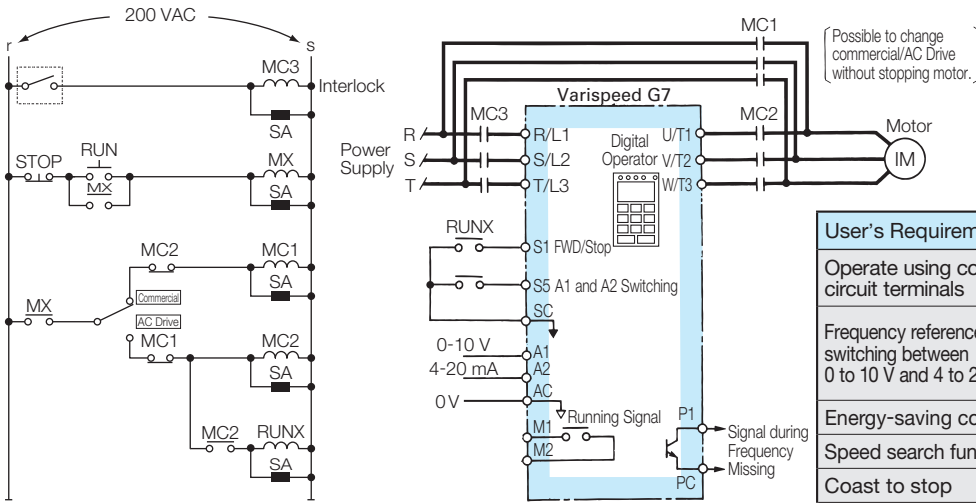 200 VAC
r
s
MC3
Interlock
SA
STOP
RUN
MX
MX
SA
MC2
MC1
SA
Commercial
MX
AC Drive
MC1
MC2
SA
MC2
RUNX
SA
MC1
Possible to change
commercial/AC Drive
without stopping motor.
Varispeed G7
MC3
MC2
Motor
Power
Supply
R
S
T
R/L1
S/L2
T/L3
Digital
Operator
U/T1
V/T2
W/T3
IM
RUNX
S1 FWD/Stop
S5 A1 and A2 Switching
SC
0-10 V
A1
4-20 mA
A2
0 V
AC
M1
Running Signal
M2
P1
Signal during
Frequency
Missing
PC
User's Requirem
Operate using co
circuit terminals
Frequency reference
switching between
0 to 10 V and 4 to 2
Energy-saving co
Speed search fun
Coast to stop